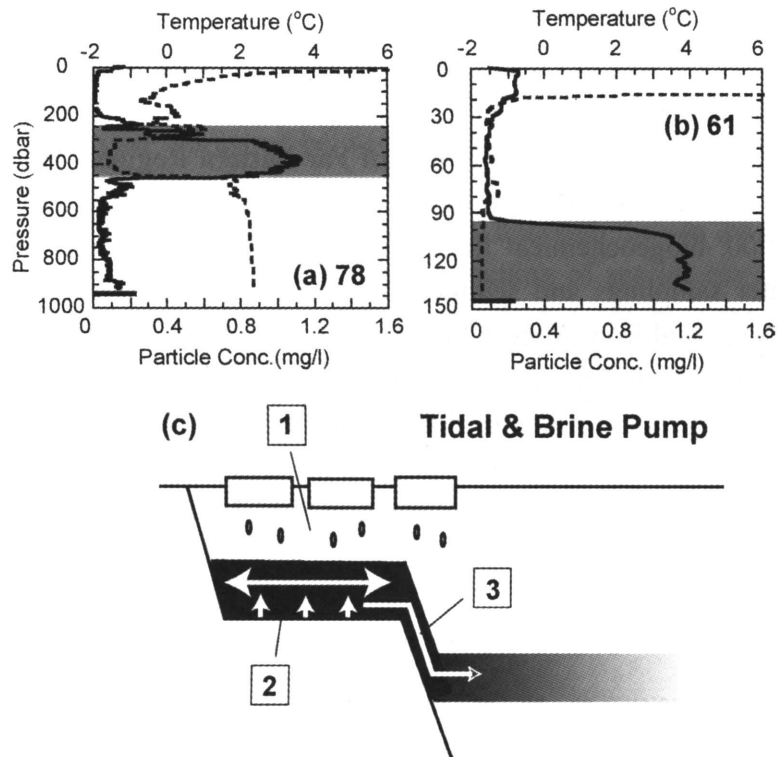 Temperature (°C)
-2 0 2 4 6
0
200
400
600
800
1000
Pressure (dbar)
(a) 78
0 0.4 0.8 1.2 1.6
Particle Conc.(mg/l)
Temperature (°C)
-2 0 2 4 6
0
30
60
90
120
150
(b) 61
0 0.4 0.8 1.2 1.6
Particle Conc.(mg/l)
(c)
1
Tidal & Brine Pump
3
2